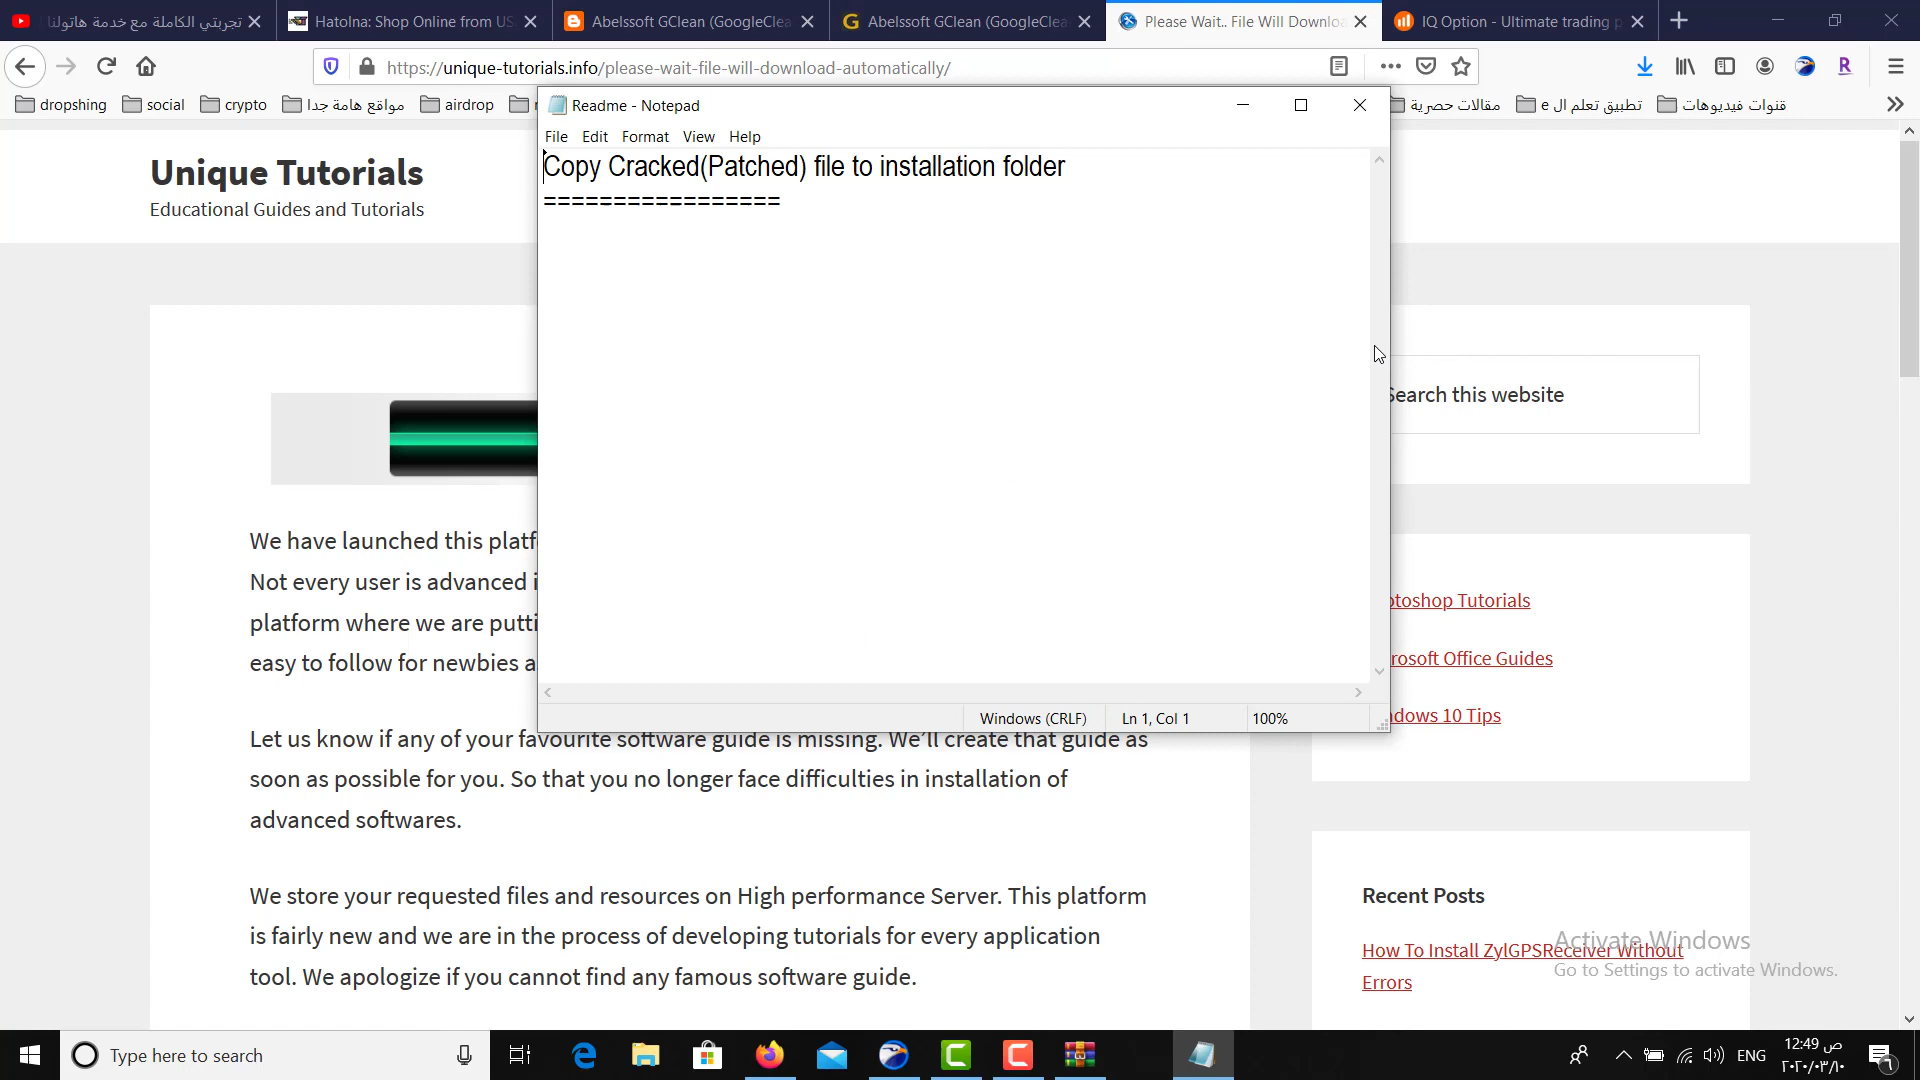 تجربتي الكاملة مع خدمة هاتولنا
Hatolna: Shop Online from US
Abelssoft GClean (GoogleClea
Abelssoft GClean (GoogleClea
Please Wait.. File Will Downloa
IQ Option - Ultimate trading p
https://unique-tutorials.info/please-wait-file-will-download-automatically/
dropshing
social
crypto
مواقع هامة جدا
airdrop
مقالات حصرية
تطبيق تعلم ال e
قنوات فيديوهات
Readme - Notepad
File Edit Format View Help
Copy Cracked(Patched) file to installation folder
=================
Windows (CRLF)
Ln 1, Col 1
100%
Unique Tutorials
Educational Guides and Tutorials
We have launched this platf
Not every user is advanced i
platform where we are putti
easy to follow for newbies a
Let us know if any of your favourite software guide is missing. We’ll create that guide as
soon as possible for you. So that you no longer face difficulties in installation of
advanced softwares.
We store your requested files and resources on High performance Server. This platform
is fairly new and we are in the process of developing tutorials for every application
tool. We apologize if you cannot find any famous software guide.
Search this website
otoshop Tutorials
rosoft Office Guides
ndows 10 Tips
Recent Posts
How To Install ZylGPSReceiver Without
Errors
Activate Windows
Go to Settings to activate Windows.
Type here to search
ENG
12:49 ص
٢٠٢٠/٠٣/١٠
٦